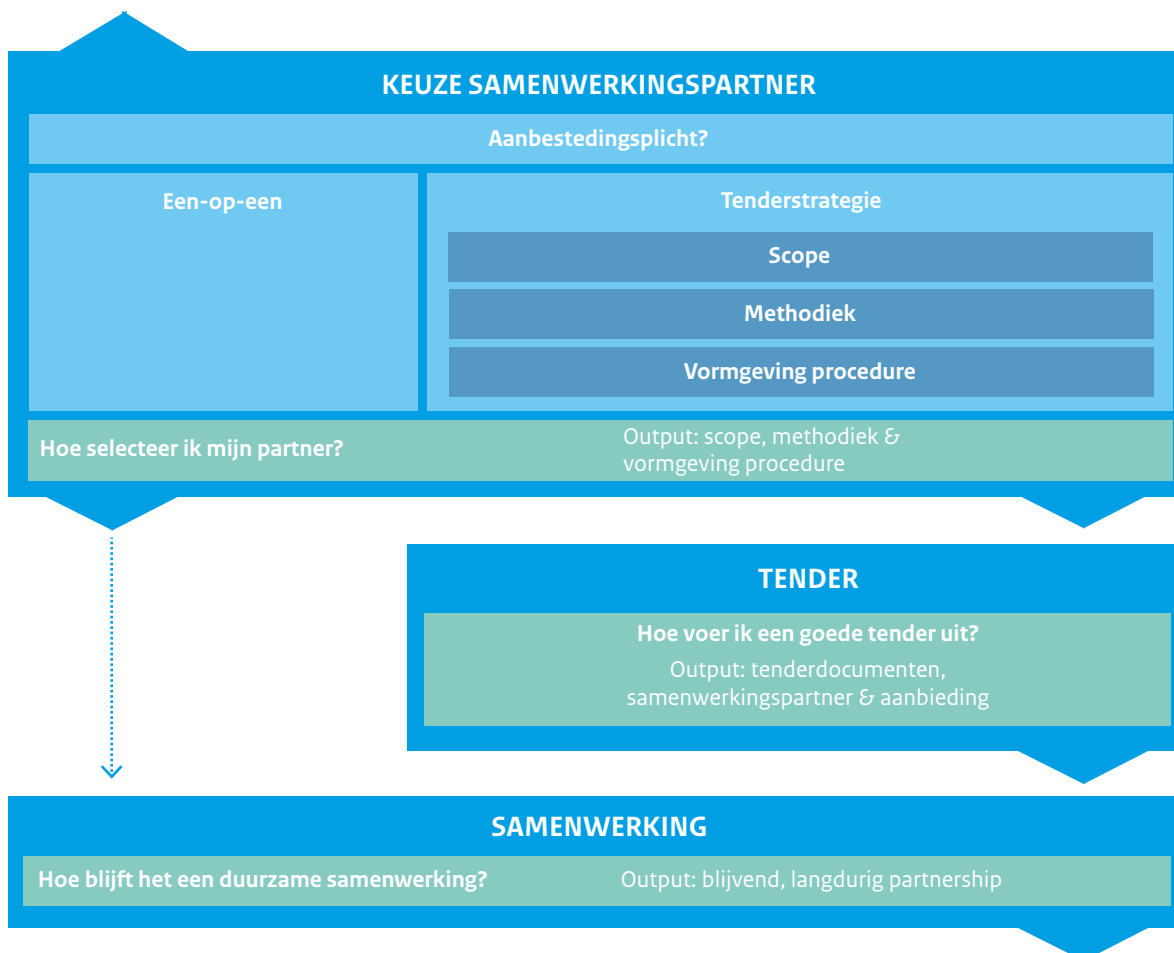 KEUZE SAMENWERKINGSPARTNER
Aanbestedingsplicht?
Een-op-een
Tenderstrategie
Scope
Methodiek
Vormgeving procedure
Hoe selecteer ik mijn partner?
Output: scope, methodiek &
vormgeving procedure
TENDER
Hoe voer ik een goede tender uit?
Output: tenderdocumenten,
samenwerkingspartner & aanbieding
SAMENWERKING
Hoe blijft het een duurzame samenwerking?
Output: blijvend, langdurig partnership